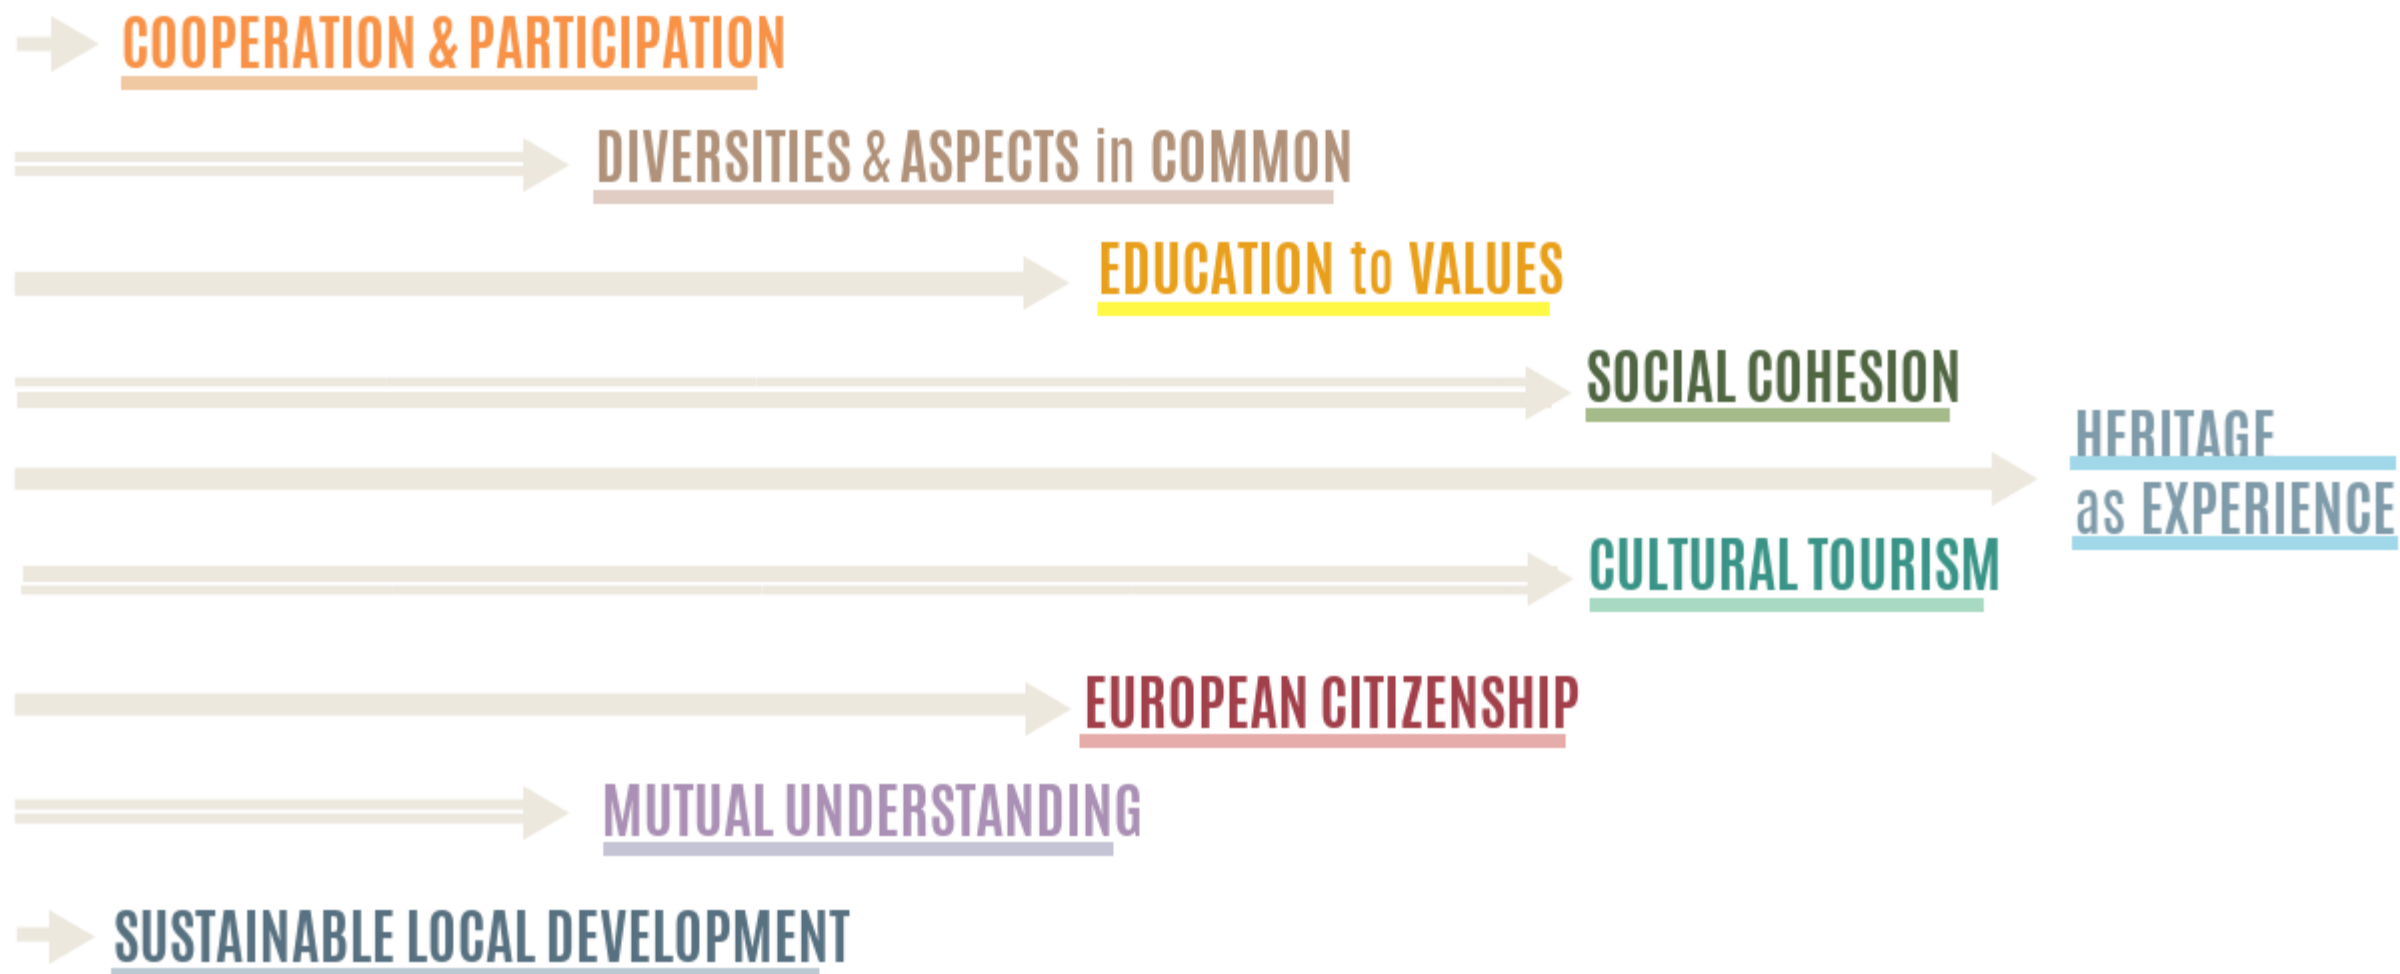 COOPERATION & PARTICIPATION
DIVERSITIES & ASPECTS in COMMON
EDUCATION to VALUES
SOCIAL COHESION
HERITAGE
as EXPERIENCE
CULTURAL TOURISM
EUROPEAN CITIZENSHIP
MUTUAL UNDERSTANDING
SUSTAINABLE LOCAL DEVELOPMENT